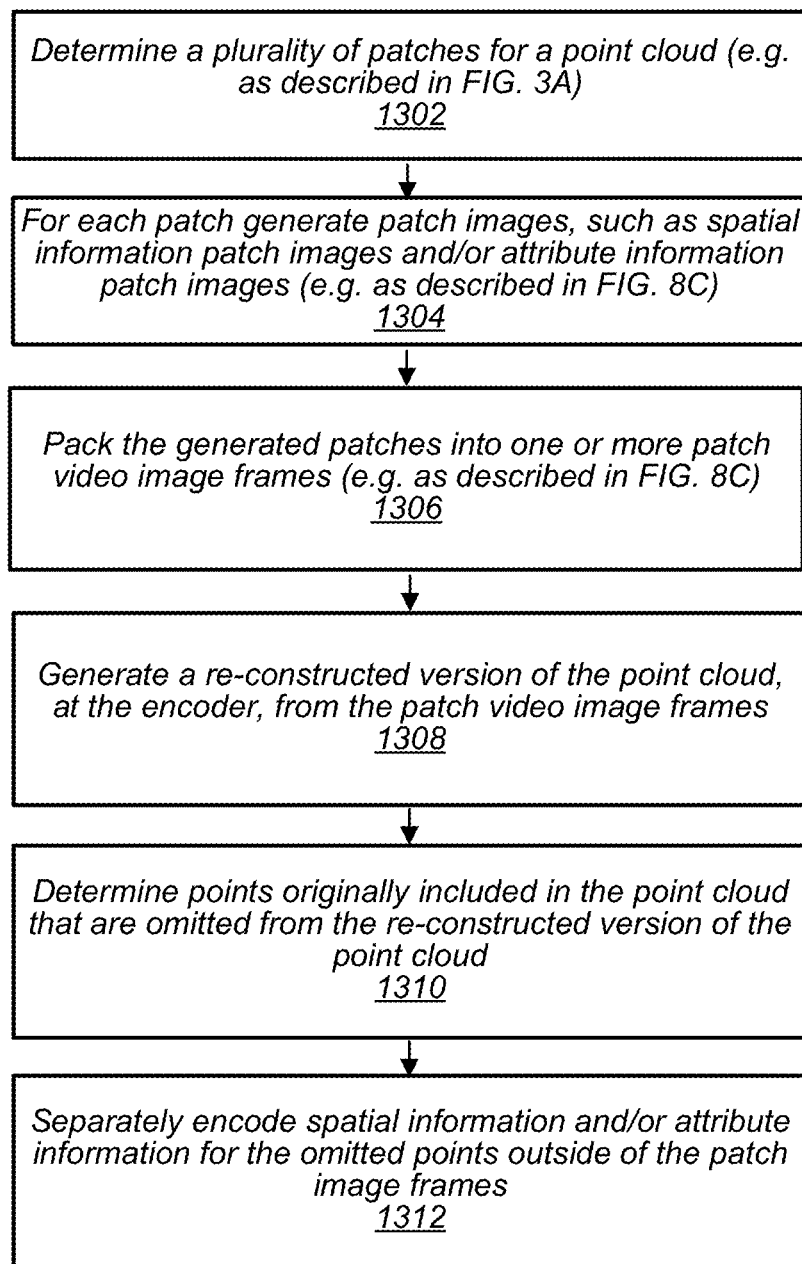 Determine a plurality of patches for a point cloud (e.g.
as described in FIG. 3A)
1302
For each patch generate patch images, such as spatial
information patch images and/or attribute information
patch images (e.g. as described in FIG. 8C)
1304
Pack the generated patches into one or more patch
video image frames (e.g. as described in FIG. 8C)
1306
Generate a re-constructed version of the point cloud,
at the encoder, from the patch video image frames
1308
Determine points originally included in the point cloud
that are omitted from the re-constructed version of the
point cloud
1310
Separately encode spatial information and/or attribute
information for the omitted points outside of the patch
image frames
1312